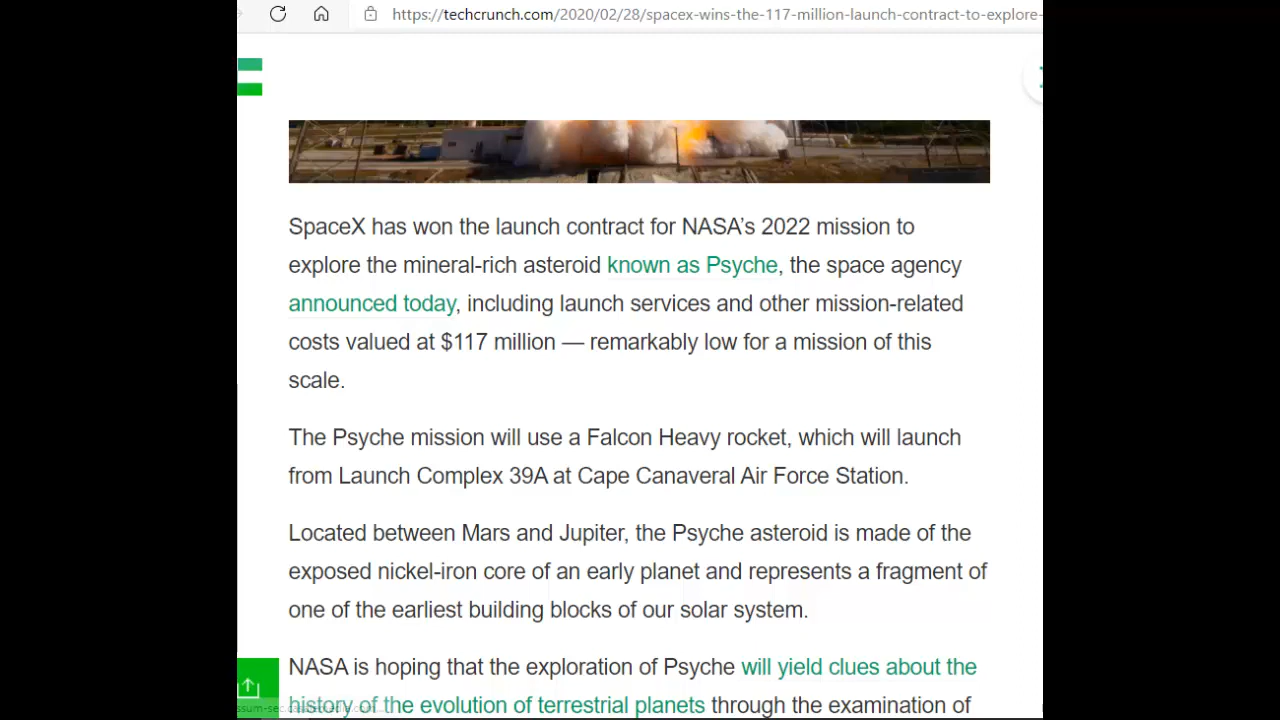 https://techcrunch.com/2020/02/28/spacex-wins-the-117-million-launch-contract-to-explore-
SpaceX has won the launch contract for NASA’s 2022 mission to
explore the mineral-rich asteroid known as Psyche, the space agency
announced today, including launch services and other mission-related
costs valued at $117 million — remarkably low for a mission of this
scale.
The Psyche mission will use a Falcon Heavy rocket, which will launch
from Launch Complex 39A at Cape Canaveral Air Force Station.
Located between Mars and Jupiter, the Psyche asteroid is made of the
exposed nickel-iron core of an early planet and represents a fragment of
one of the earliest building blocks of our solar system.
NASA is hoping that the exploration of Psyche will yield clues about the
history of the evolution of terrestrial planets through the examination of